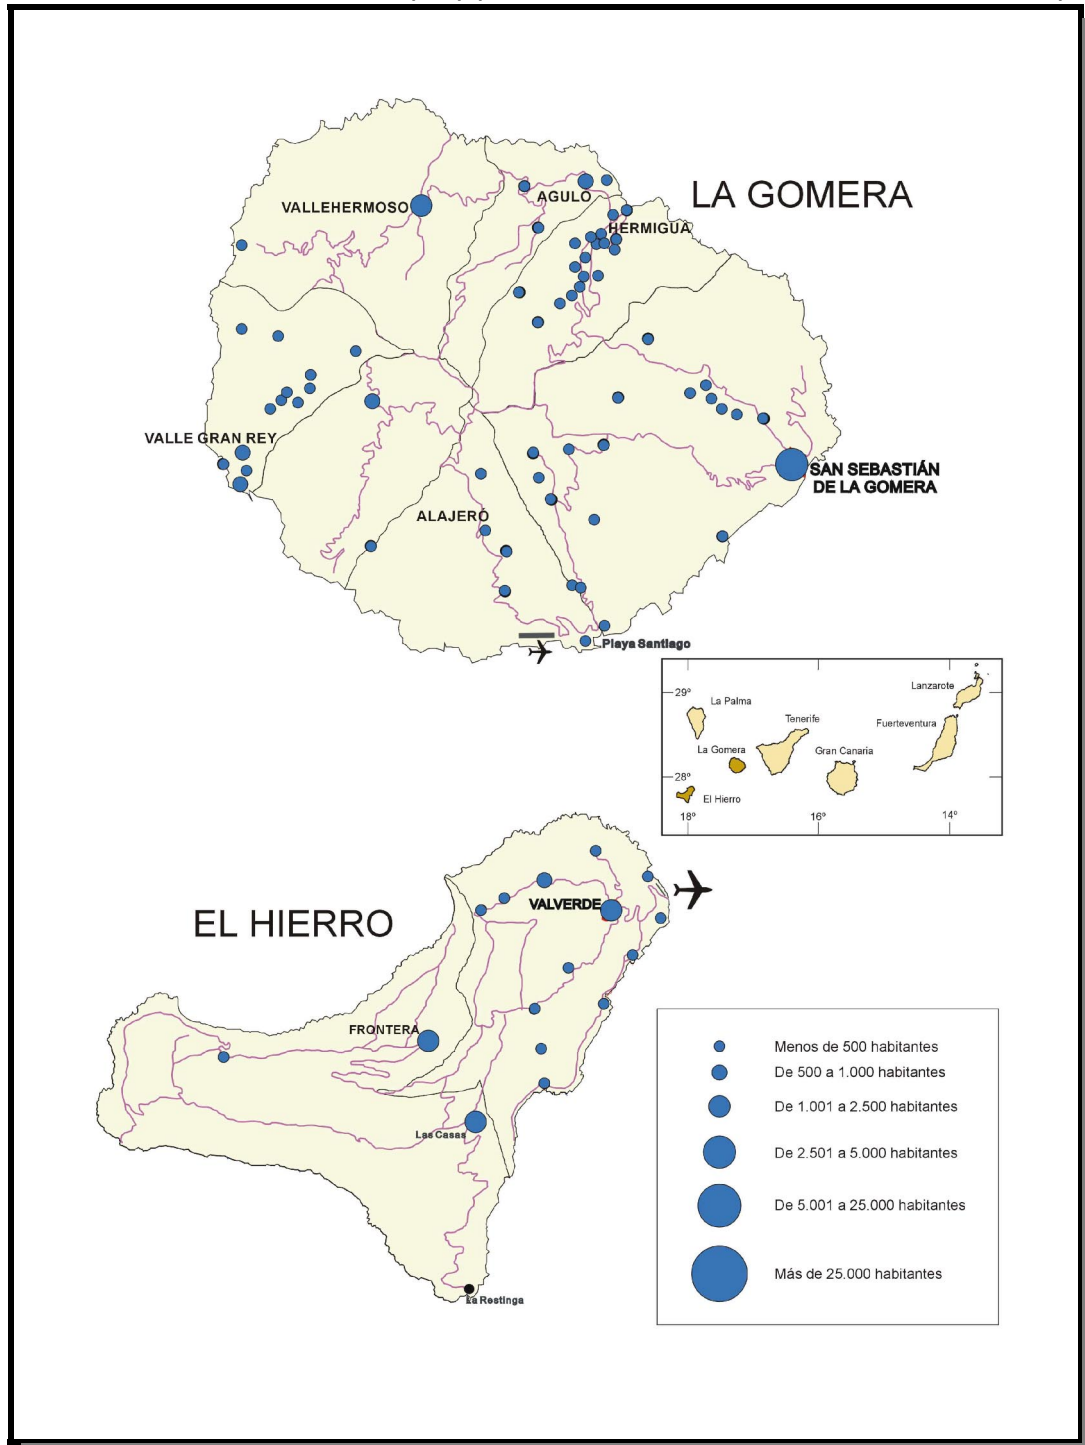 LA GOMERA
VALLEHERMOSO
AGULO
HERMIGUA
VALLE GRAN REY
SAN SEBASTIÁN
DE LA GOMERA
ALAJERÓ
Playa Santiago
29º
28º
18º
16º
14º
La Palma
Lanzarote
Tenerife
Fuerteventura
La Gomera
Gran Canaria
El Hierro
EL HIERRO
VALVERDE
FRONTERA
Las Casas
La Restinga
Menos de 500 habitantes
De 500 a 1.000 habitantes
De 1.001 a 2.500 habitantes
De 2.501 a 5.000 habitantes
De 5.001 a 25.000 habitantes
Más de 25.000 habitantes